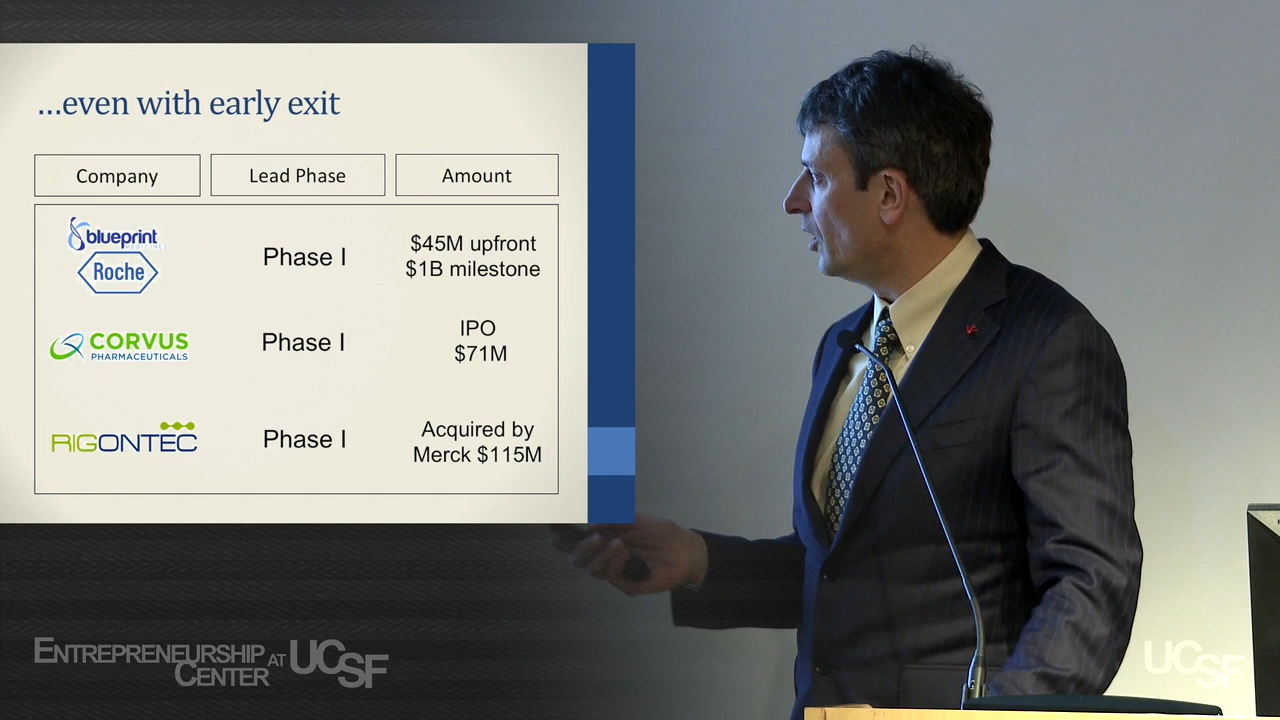 ...even with early exit
Company
Lead Phase
Amount
blueprint
MEDICINES
Roche
Phase I
$45M upfront
$1B milestone
CORVUS
PHARMACEUTICALS
Phase I
IPO
$71M
RIGONTEC
Phase I
Acquired by
Merck $115M
ENTREPRENEURSHIP
CENTER AT UCSF
UCSF